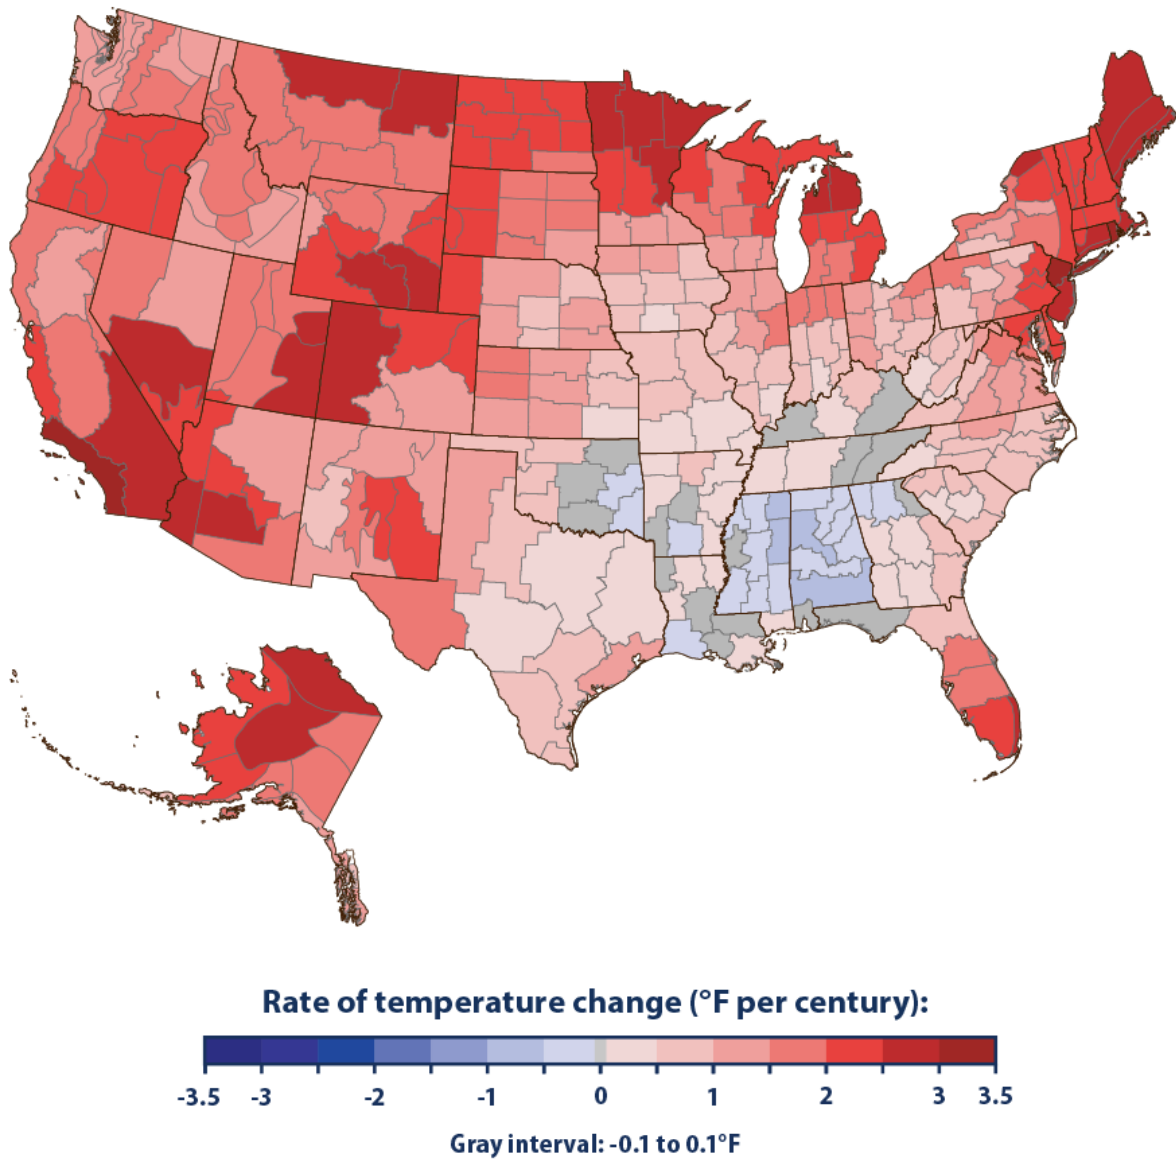 Rate of temperature change (°F per century):
-3.5 -3 -2 -1 0 1 2 3 3.5
Gray interval: -0.1 to 0.1°F